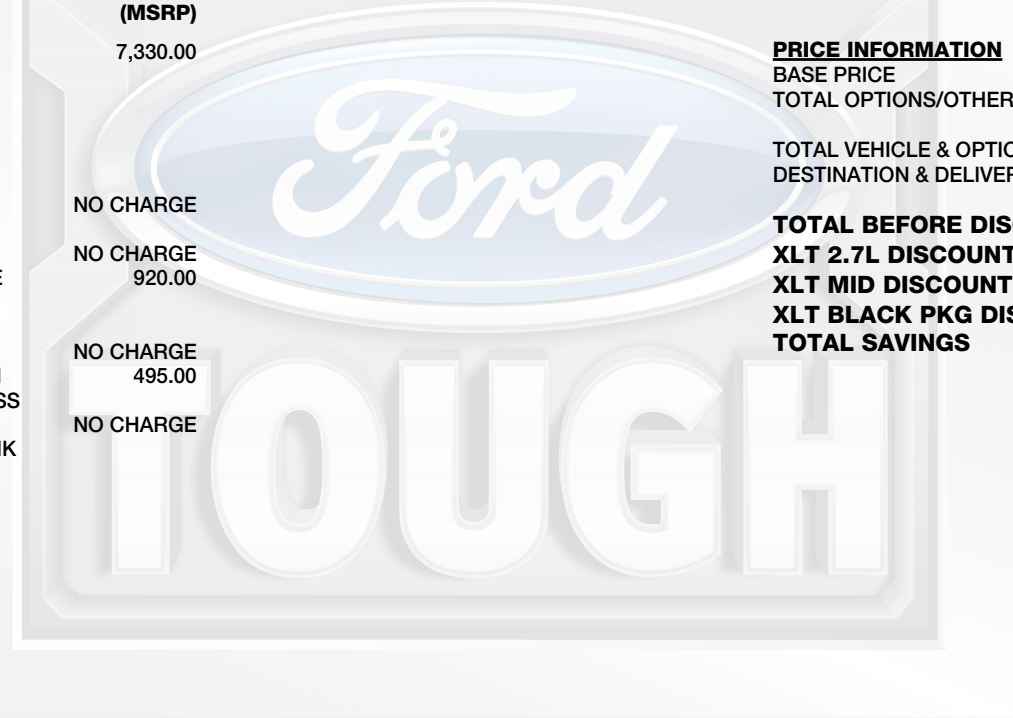 (MSRP)
7,330.00
NO CHARGE
NO CHARGE
E
920.00
NO CHARGE
495.00
SS
NO CHARGE
IK
Ford
TOUGH
PRICE INFORMATION
BASE PRICE
TOTAL OPTIONS/OTHER
TOTAL VEHICLE & OPTIO
DESTINATION & DELIVER
TOTAL BEFORE DIS
XLT 2.7L DISCOUNT
XLT MID DISCOUNT
XLT BLACK PKG DIS
TOTAL SAVINGS